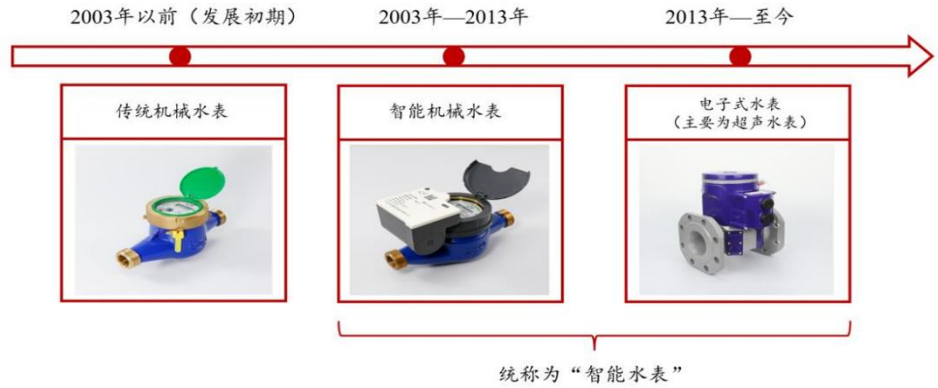 2003年以前（发展初期）
2003年—2013年
2013年—至今
传统机械水表
智能机械水表
电子式水表
（主要为超声水表）
统称为“智能水表”